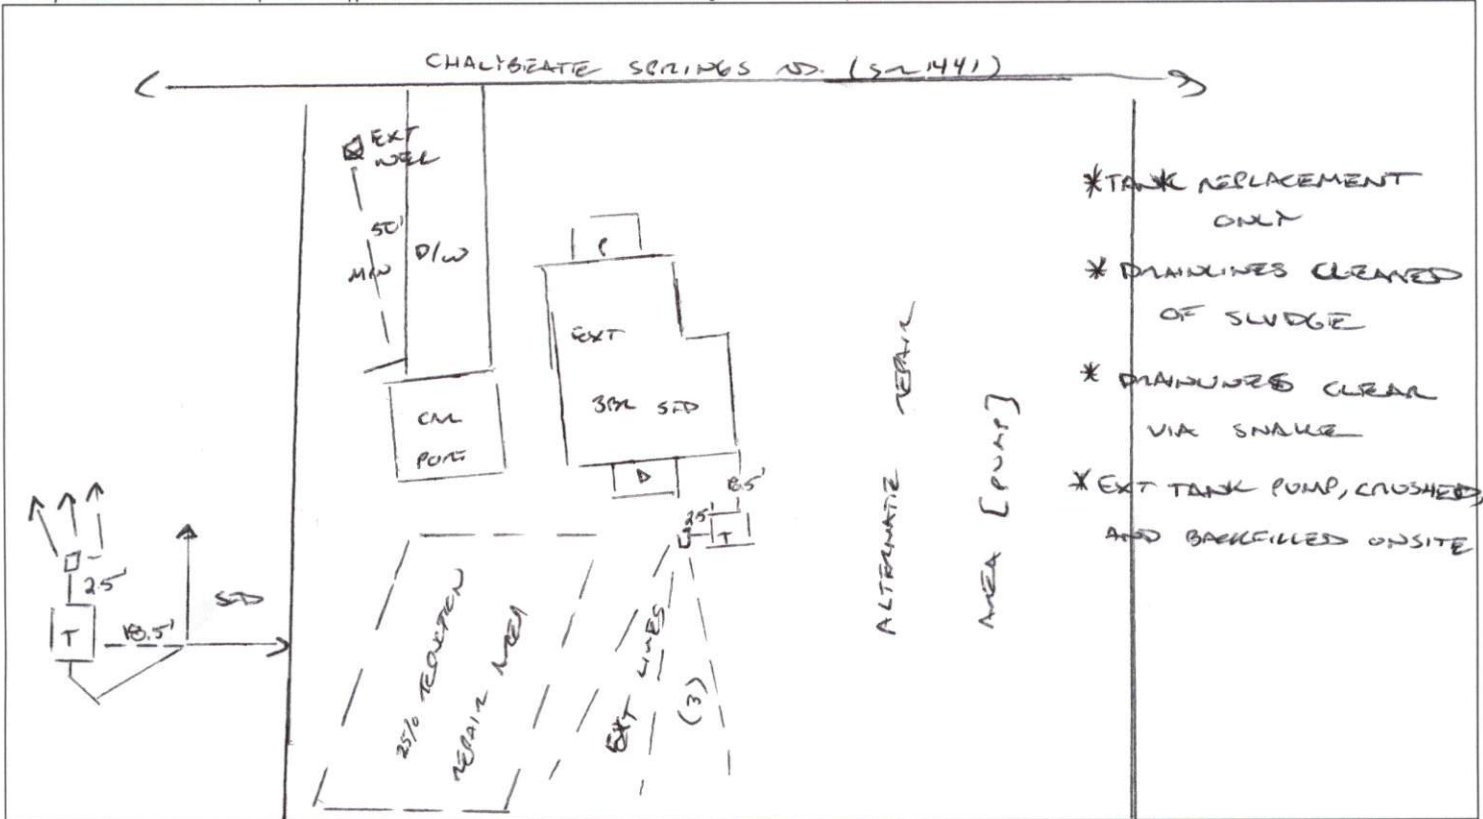 CHALYBEATE SPRINGS RD. (SR 1441)
EXT
WELL
50'
MIN
D/W
P
EXT
3BR SFD
CAR
PORT
D
18.5'
25'
T
25% REDUCTION
REPAIR AREA
EXT LINES
(3)
ALTERNATE REPAIR
AREA [PUMP]
25'
T
18.5'
SFD
*TANK REPLACEMENT
ONLY
* DRAINLINES CLEANED
OF SLUDGE
* DRAINLINES CLEAR
VIA SNAKE
* EXT TANK PUMP, CRUSHED,
AND BACKFILLED ONSITE